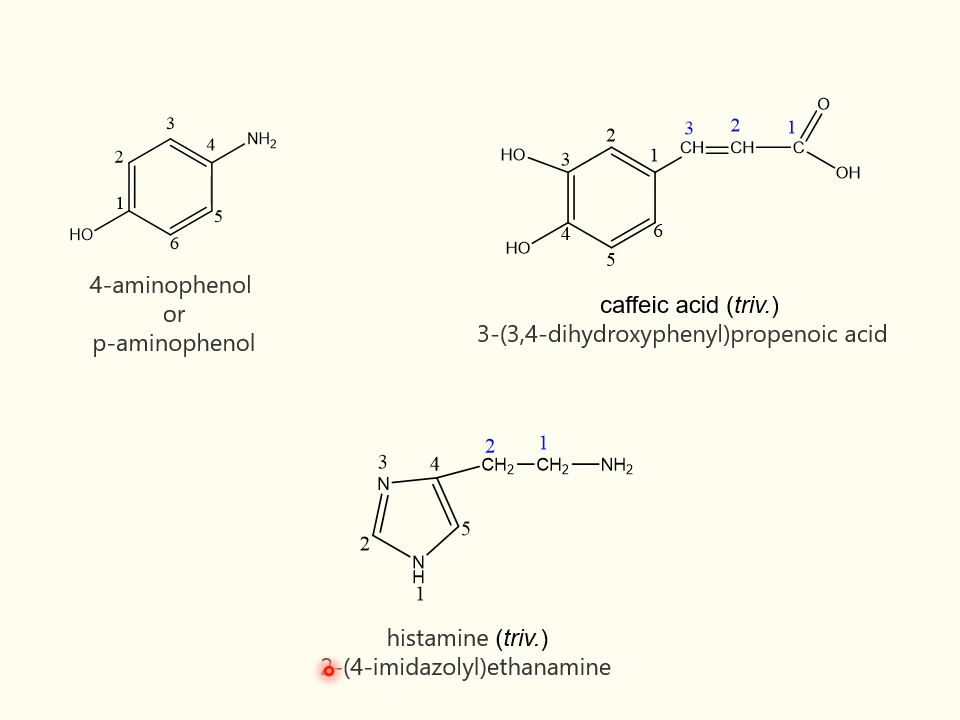 3
4
NH2
2
1
5
HO
6
4-aminophenol
or
p-aminophenol
O
3 2 1
2
HO
CH CH C
3
1
OH
HO
4
6
5
caffeic acid (triv.)
3-(3,4-dihydroxyphenyl)propenoic acid
2 1
3 4
CH2 CH2 NH2
N
5
2
N
H
1
histamine (triv.)
2-(4-imidazolyl)ethanamine